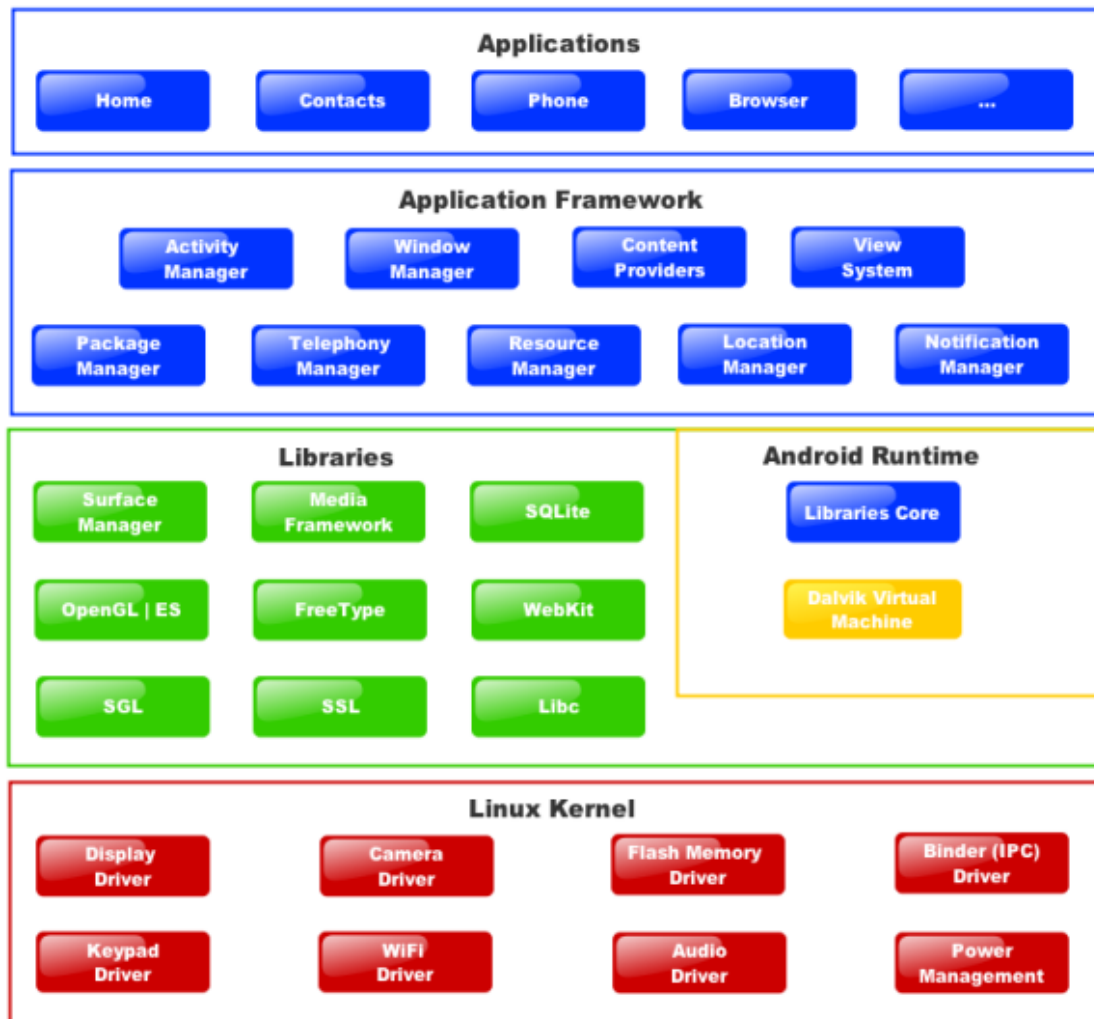 Applications
Home
Contacts
Phone
Browser
...
Application Framework
Activity
Manager
Window
Manager
Content
Providers
View
System
Package
Manager
Telephony
Manager
Resource
Manager
Location
Manager
Notification
Manager
Libraries
Surface
Manager
Media
Framework
SQLite
OpenGL | ES
FreeType
WebKit
SGL
SSL
Libc
Android Runtime
Libraries Core
Dalvik Virtual
Machine
Linux Kernel
Display
Driver
Camera
Driver
Flash Memory
Driver
Binder (IPC)
Driver
Keypad
Driver
WiFi
Driver
Audio
Driver
Power
Management